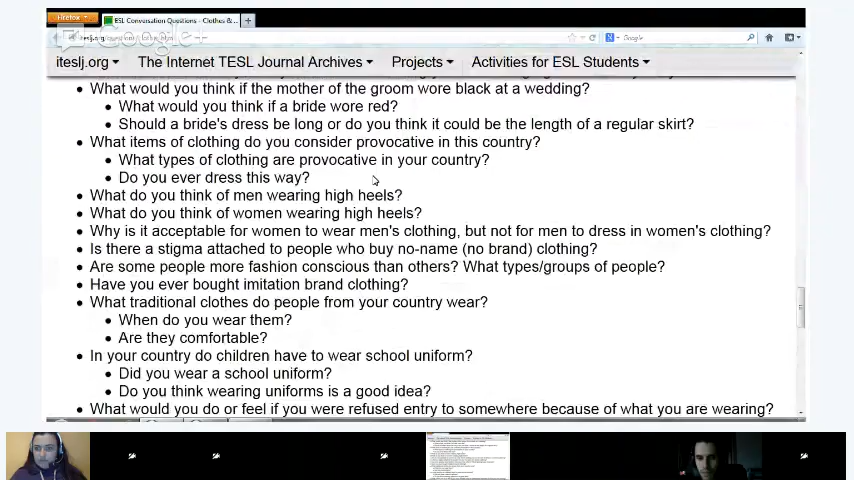 Firefox
ESL Conversation Questions - Clothes & ...
Google+
Google
iteslj.org
The Internet TESL Journal Archives
Projects
Activities for ESL Students
What would you think if the mother of the groom wore black at a wedding?
What would you think if a bride wore red?
Should a bride's dress be long or do you think it could be the length of a regular skirt?
What items of clothing do you consider provocative in this country?
What types of clothing are provocative in your country?
Do you ever dress this way?
What do you think of men wearing high heels?
What do you think of women wearing high heels?
Why is it acceptable for women to wear men's clothing, but not for men to dress in women's clothing?
Is there a stigma attached to people who buy no-name (no brand) clothing?
Are some people more fashion conscious than others? What types/groups of people?
Have you ever bought imitation brand clothing?
What traditional clothes do people from your country wear?
When do you wear them?
Are they comfortable?
In your country do children have to wear school uniform?
Did you wear a school uniform?
Do you think wearing uniforms is a good idea?
What would you do or feel if you were refused entry to somewhere because of what you are wearing?